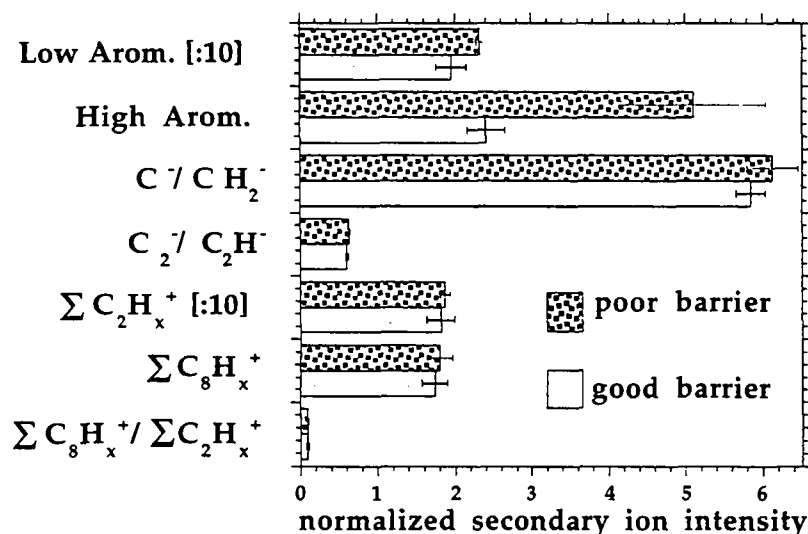 Low Arom. [:10]
High Arom.
C⁻/ CH₂⁻
C₂⁻/ C₂H⁻
∑ C₂Hₓ⁺ [:10]
∑ C₈Hₓ⁺
∑ C₈Hₓ⁺/ ∑C₂Hₓ⁺
poor barrier
good barrier
0 1 2 3 4 5 6
normalized secondary ion intensity